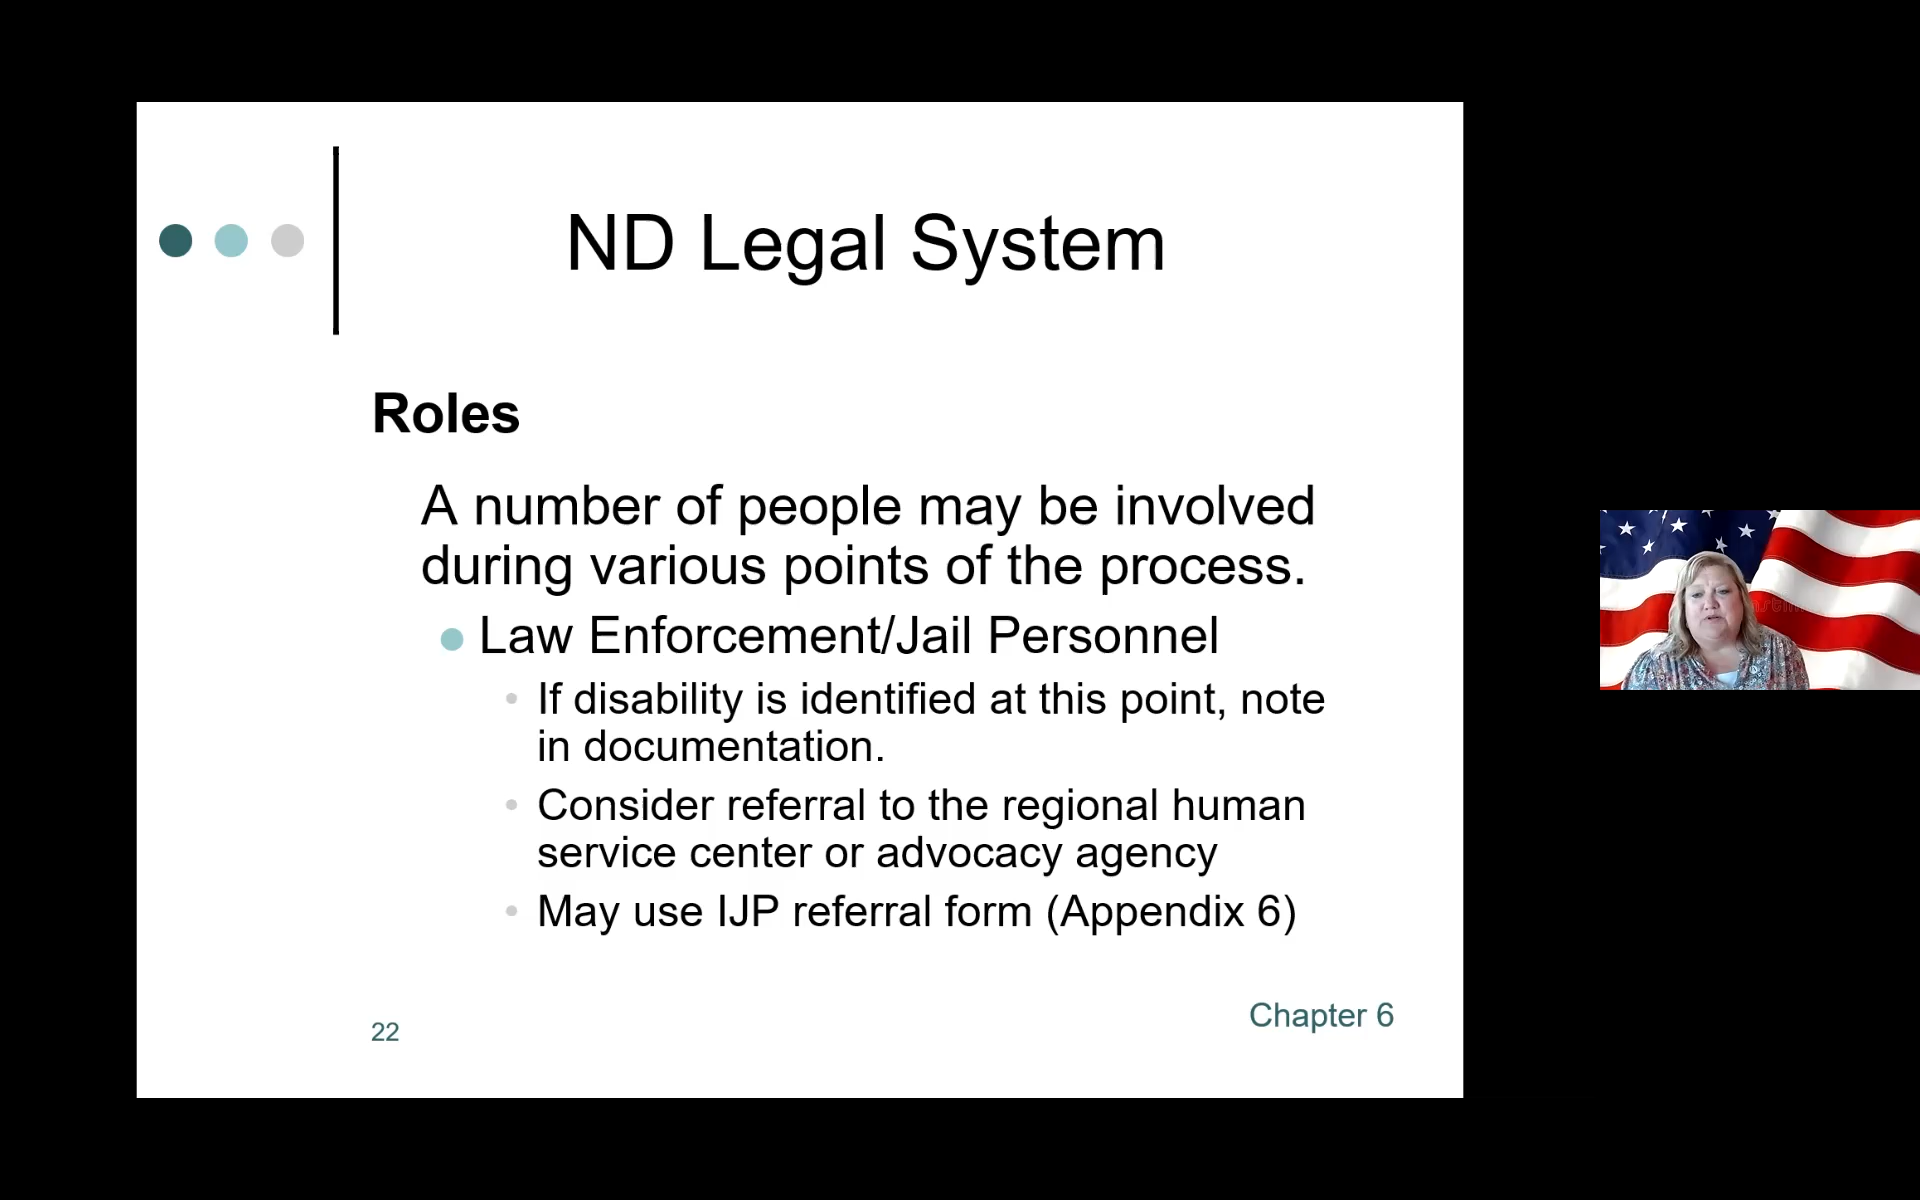 ND Legal System
Roles
A number of people may be involved
during various points of the process.
Law Enforcement/Jail Personnel
If disability is identified at this point, note
in documentation.
Consider referral to the regional human
service center or advocacy agency
May use IJP referral form (Appendix 6)
22
Chapter 6